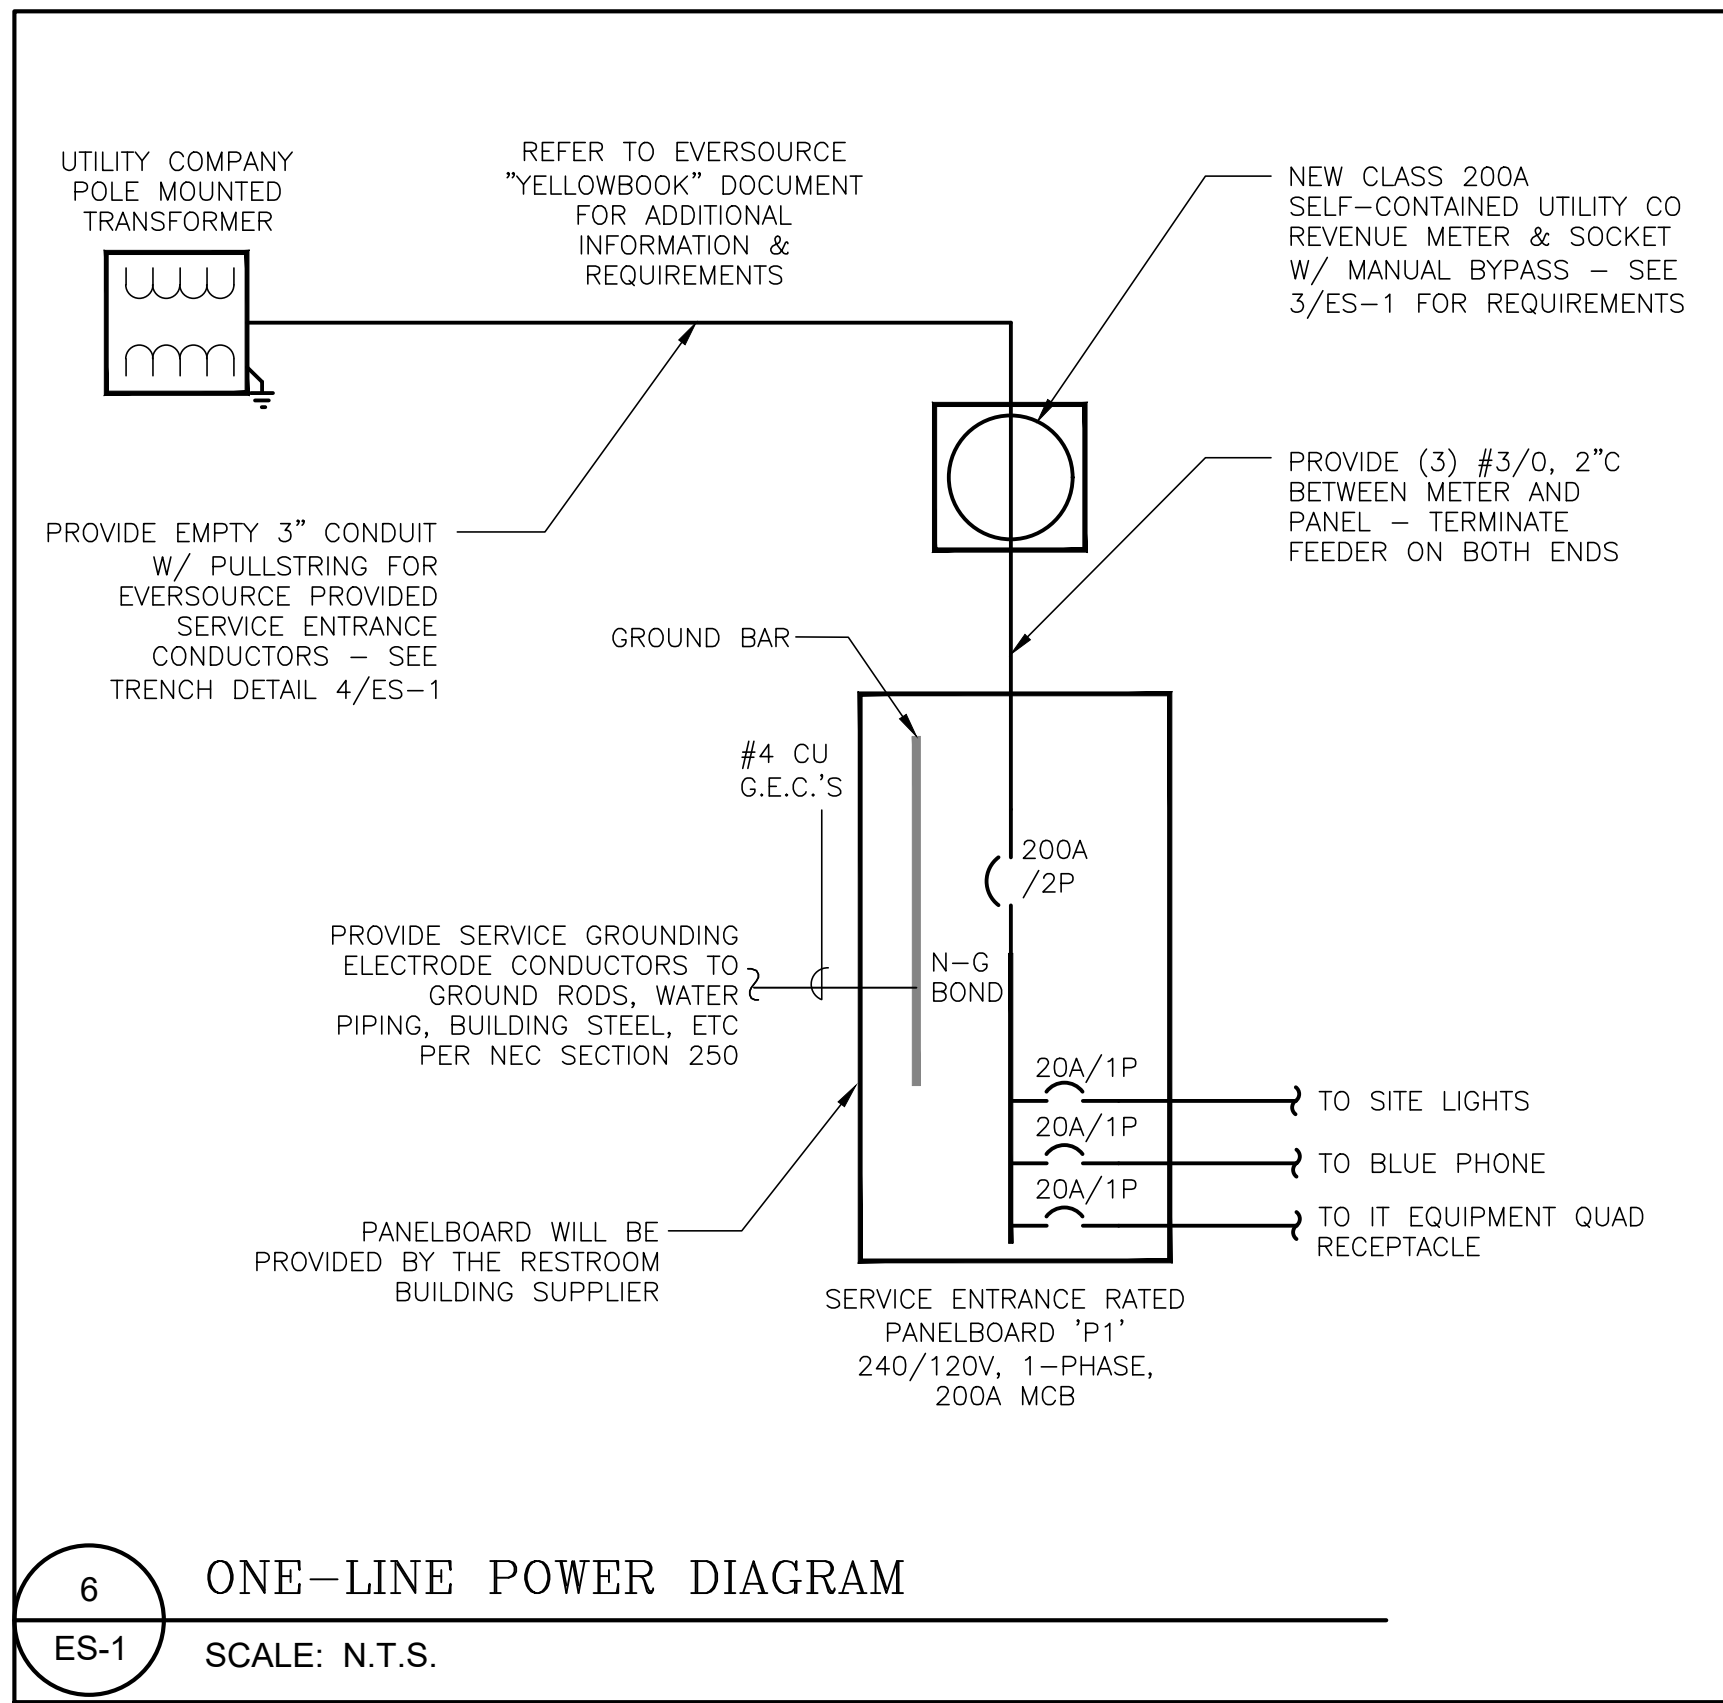 UTILITY COMPANY
POLE MOUNTED
TRANSFORMER
REFER TO EVERSOURCE
"YELLOWBOOK" DOCUMENT
FOR ADDITIONAL
INFORMATION &
REQUIREMENTS
NEW CLASS 200A
SELF-CONTAINED UTILITY CO
REVENUE METER & SOCKET
W/ MANUAL BYPASS - SEE
3/ES-1 FOR REQUIREMENTS
PROVIDE (3) #3/0, 2"C
BETWEEN METER AND
PANEL - TERMINATE
FEEDER ON BOTH ENDS
PROVIDE EMPTY 3" CONDUIT
W/ PULLSTRING FOR
EVERSOURCE PROVIDED
SERVICE ENTRANCE
CONDUCTORS - SEE
TRENCH DETAIL 4/ES-1
GROUND BAR
#4 CU
G.E.C.'S
200A
/2P
PROVIDE SERVICE GROUNDING
ELECTRODE CONDUCTORS TO
GROUND RODS, WATER
PIPING, BUILDING STEEL, ETC
PER NEC SECTION 250
N-G
BOND
20A/1P
TO SITE LIGHTS
20A/1P
TO BLUE PHONE
20A/1P
TO IT EQUIPMENT QUAD
RECEPTACLE
PANELBOARD WILL BE
PROVIDED BY THE RESTROOM
BUILDING SUPPLIER
SERVICE ENTRANCE RATED
PANELBOARD 'P1'
240/120V, 1-PHASE,
200A MCB
6
ES-1
ONE-LINE POWER DIAGRAM
SCALE: N.T.S.